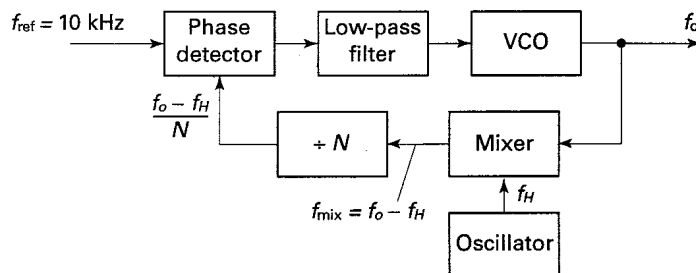 f_ref = 10 kHz
Phase detector
Low-pass filter
VCO
f_o
(f_o − f_H)/N
÷ N
Mixer
f_mix = f_o − f_H
f_H
Oscillator